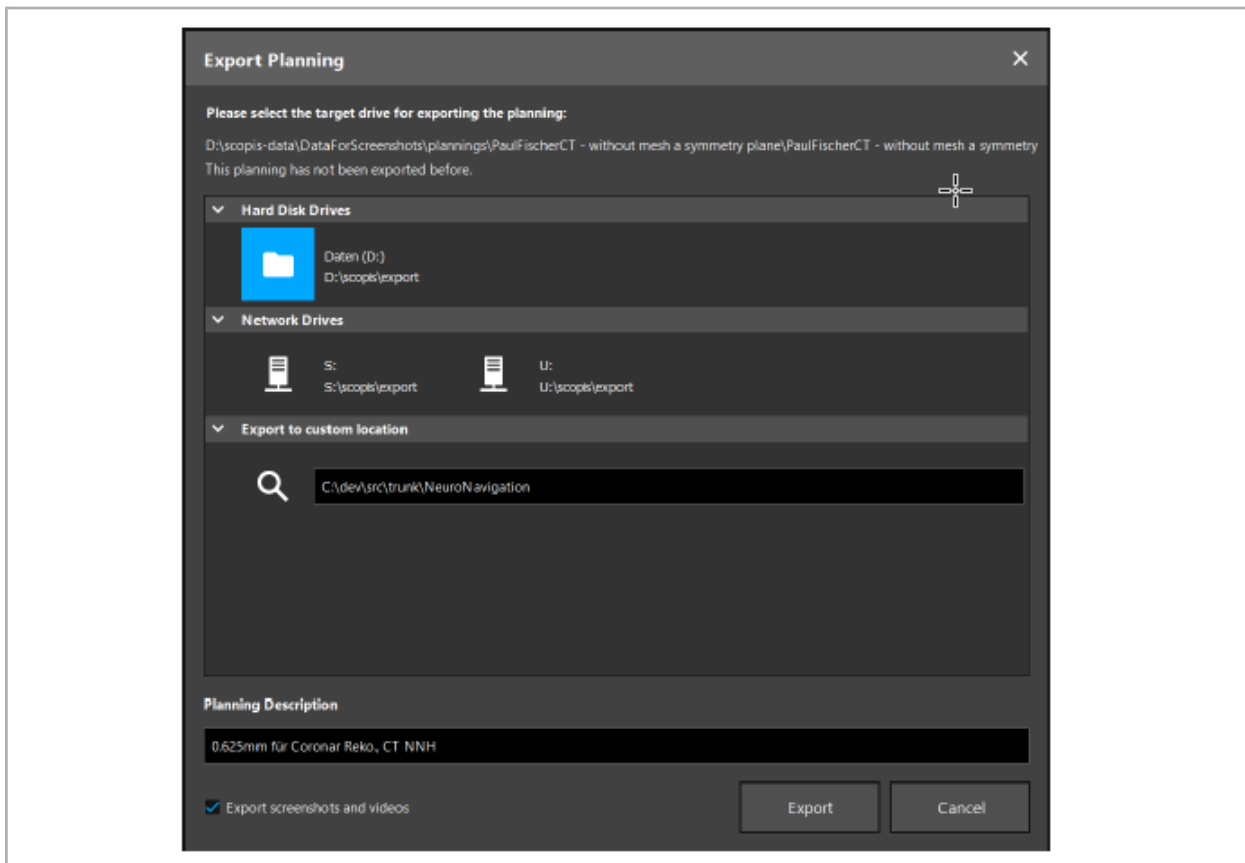 Export Planning
Please select the target drive for exporting the planning:
D:\scopis-data\DataForScreenshots\plannings\PaulFischerCT - without mesh a symmetry plane\PaulFischerCT - without mesh a symmetry
This planning has not been exported before.
Hard Disk Drives
Daten (D:)
D:\scopis\export
Network Drives
S:
S:\scopis\export
U:
U:\scopis\export
Export to custom location
C:\dev\src\trunk\NeuroNavigation
Planning Description
0.625mm für Coronar Reko., CT NNH
Export screenshots and videos
Export
Cancel